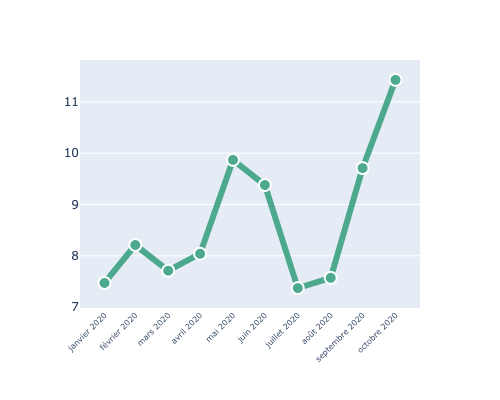 11
10
9
8
7
janvier 2020
février 2020
mars 2020
avril 2020
mai 2020
juin 2020
juillet 2020
août 2020
septembre 2020
octobre 2020